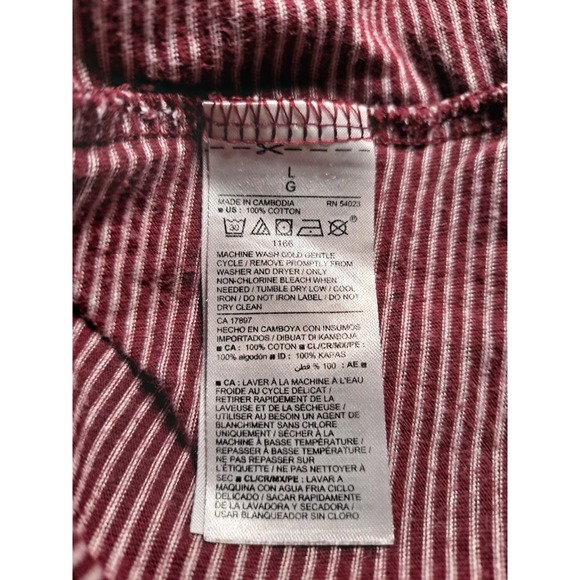 L
G
MADE IN CAMBODIA RN 54023
■ US : 100% COTTON
30
1166
MACHINE WASH COLD GENTLE
CYCLE / REMOVE PROMPTLY FROM
WASHER AND DRYER / ONLY
NON-CHLORINE BLEACH WHEN
NEEDED / TUMBLE DRY LOW / COOL
IRON / DO NOT IRON LABEL / DO NOT
DRY CLEAN
CA 17897
HECHO EN CAMBOYA CON INSUMOS
IMPORTADOS / DIBUAT DI KAMBOJA
■ CA : 100% COTON ■ CL/CR/MX/PE :
100% algodón ■ ID : 100% KAPAS
■ AE : 100 % قطن
■ CA : LAVER À LA MACHINE À L'EAU
FROIDE AU CYCLE DÉLICAT /
RETIRER RAPIDEMENT DE LA
LAVEUSE ET DE LA SÉCHEUSE /
UTILISER AU BESOIN UN AGENT DE
BLANCHIMENT SANS CHLORE
UNIQUEMENT / SÉCHER À LA
MACHINE À BASSE TEMPÉRATURE /
REPASSER À BASSE TEMPÉRATURE /
NE PAS REPASSER SUR
L'ÉTIQUETTE / NE PAS NETTOYER À
SEC ■ CL/CR/MX/PE : LAVAR A
MAQUINA CON AGUA FRIA CICLO
DELICADO / SACAR RAPIDAMENTE
DE LA LAVADORA Y SECADORA /
USAR BLANQUEADOR SIN CLORO